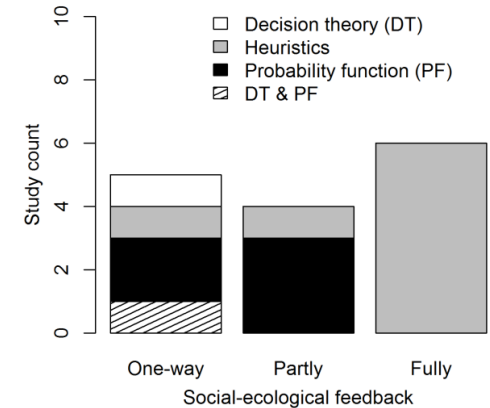 Decision theory (DT)
Heuristics
Probability function (PF)
DT & PF
Study count
10
8
6
4
2
0
One-way Partly Fully
Social-ecological feedback